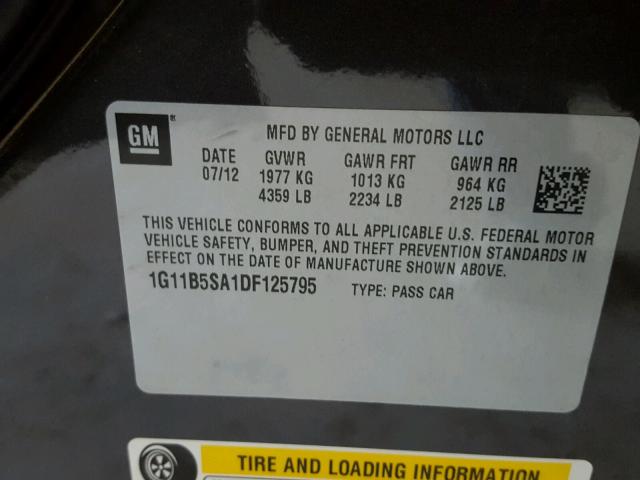 GM ® MFD BY GENERAL MOTORS LLC
DATE GVWR GAWR FRT GAWR RR
07/12 1977 KG 1013 KG 964 KG
4359 LB 2234 LB 2125 LB
THIS VEHICLE CONFORMS TO ALL APPLICABLE U.S. FEDERAL MOTOR
VEHICLE SAFETY, BUMPER, AND THEFT PREVENTION STANDARDS IN
EFFECT ON THE DATE OF MANUFACTURE SHOWN ABOVE.
1G11B5SA1DF125795 TYPE: PASS CAR
TIRE AND LOADING INFORMATION